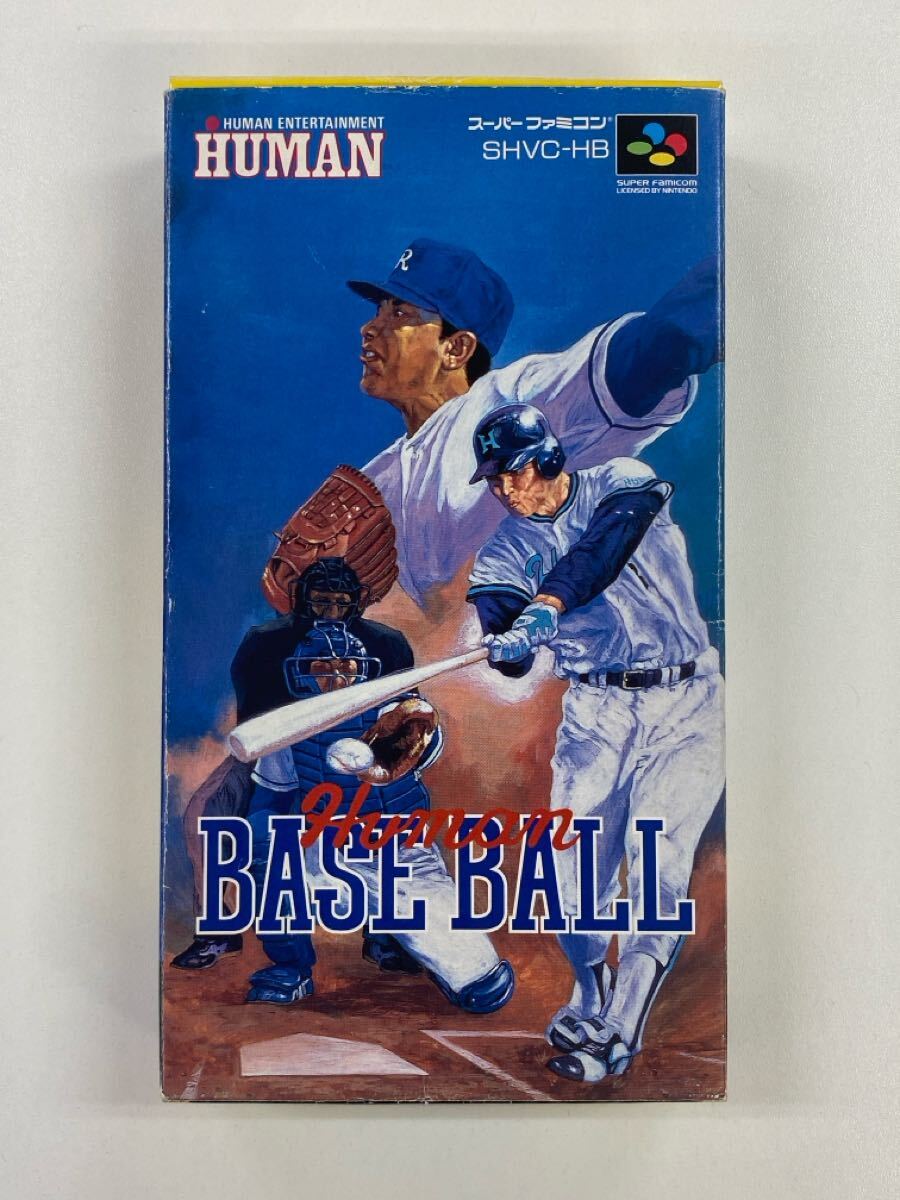 HUMAN ENTERTAINMENT
HUMAN
スーパーファミコン®
SHVC-HB
SUPER FAMICOM
LICENSED BY NINTENDO
R
H
Human
BASE BALL